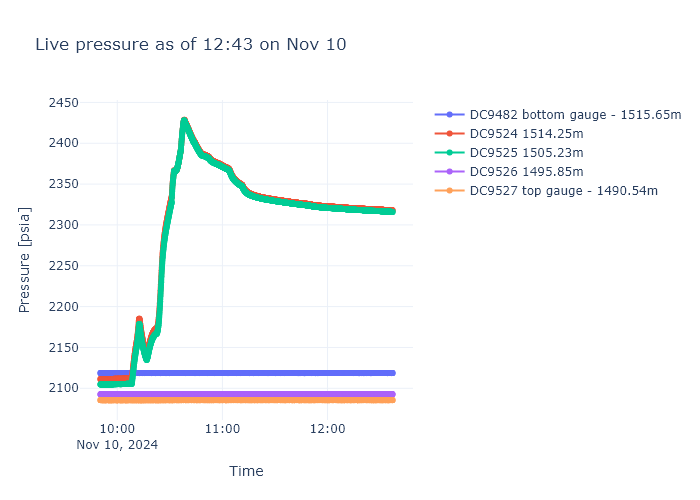 Live pressure as of 12:43 on Nov 10
2450
2400
2350
2300
2250
2200
2150
2100
Pressure [psia]
10:00
11:00
12:00
Nov 10, 2024
Time
DC9482 bottom gauge - 1515.65m
DC9524 1514.25m
DC9525 1505.23m
DC9526 1495.85m
DC9527 top gauge - 1490.54m